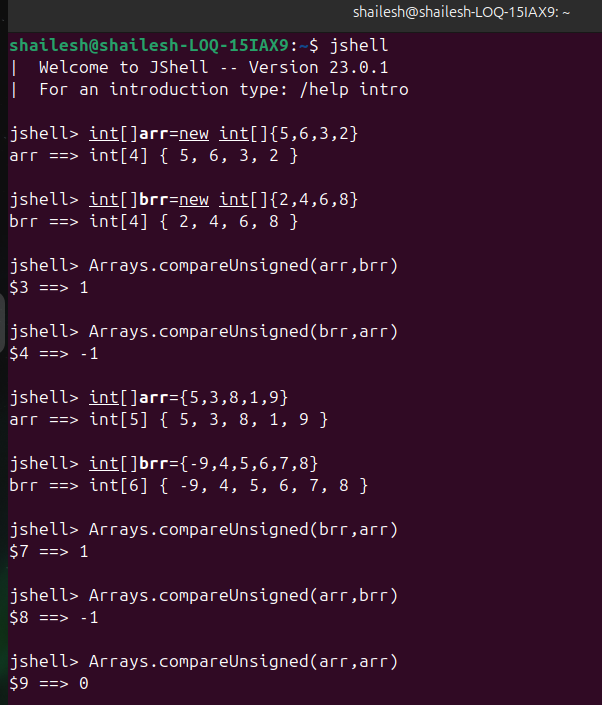 shailesh@shailesh-LOQ-15IAX9: ~
shailesh@shailesh-LOQ-15IAX9:~$ jshell
|  Welcome to JShell -- Version 23.0.1
|  For an introduction type: /help intro
jshell> int[]arr=new int[]{5,6,3,2}
arr ==> int[4] { 5, 6, 3, 2 }
jshell> int[]brr=new int[]{2,4,6,8}
brr ==> int[4] { 2, 4, 6, 8 }
jshell> Arrays.compareUnsigned(arr,brr)
$3 ==> 1
jshell> Arrays.compareUnsigned(brr,arr)
$4 ==> -1
jshell> int[]arr={5,3,8,1,9}
arr ==> int[5] { 5, 3, 8, 1, 9 }
jshell> int[]brr={-9,4,5,6,7,8}
brr ==> int[6] { -9, 4, 5, 6, 7, 8 }
jshell> Arrays.compareUnsigned(brr,arr)
$7 ==> 1
jshell> Arrays.compareUnsigned(arr,brr)
$8 ==> -1
jshell> Arrays.compareUnsigned(arr,arr)
$9 ==> 0